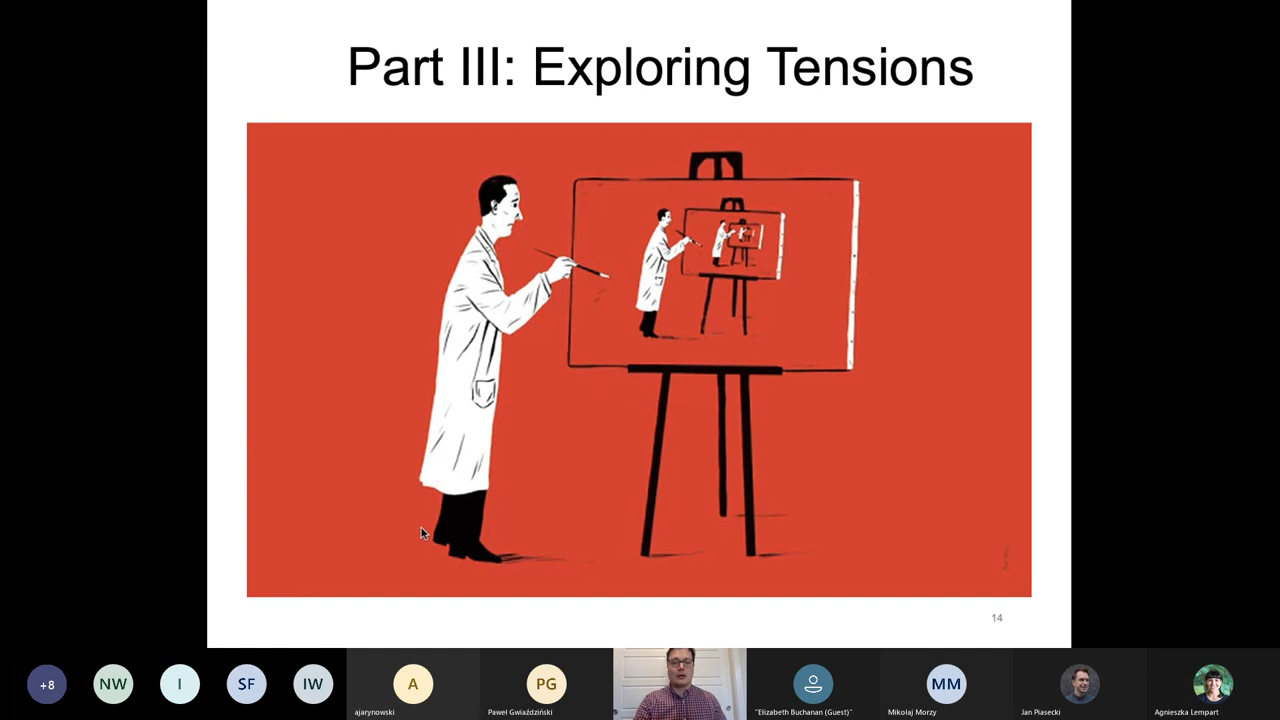 Part III: Exploring Tensions
14
+8
NW
I
SF
IW
A
ajarynowski
PG
Paweł Gwiaździński
"Elizabeth Buchanan (Guest)"
MM
Mikołaj Morzy
Jan Piasecki
Agnieszka Lempart